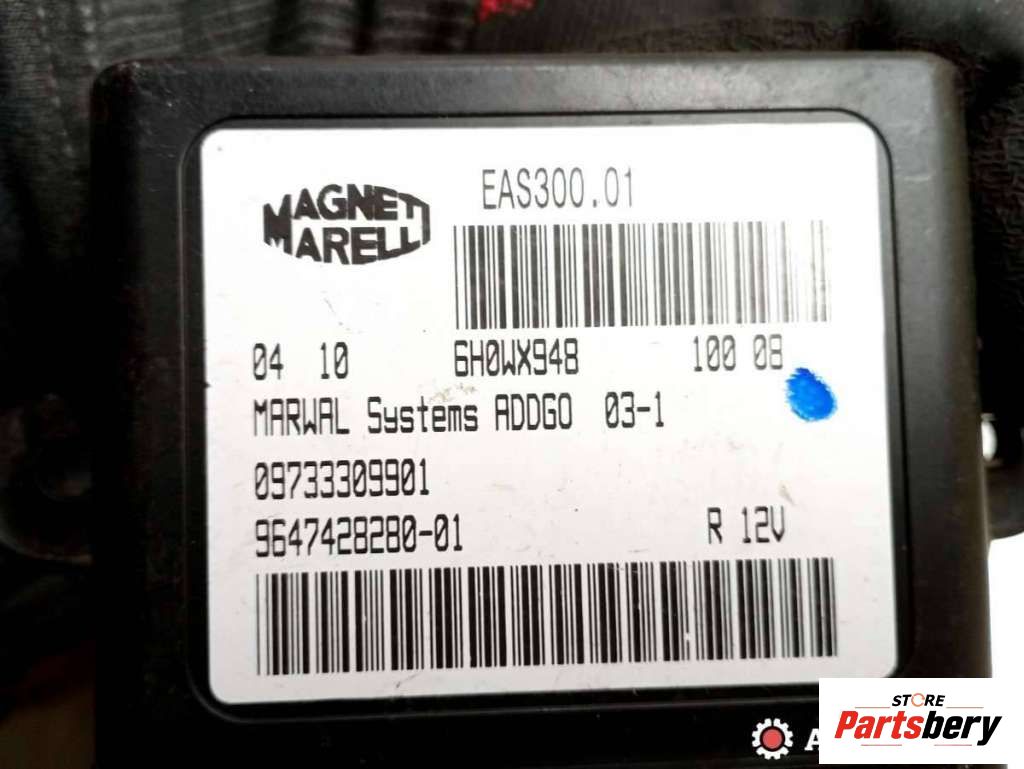 MAGNETI
MARELLI
EAS300.01
04 10 6H0WX948 100 08
MARWAL Systems ADDGO 03-1
09733309901
9647428280-01 R 12V
STORE
Partsbery